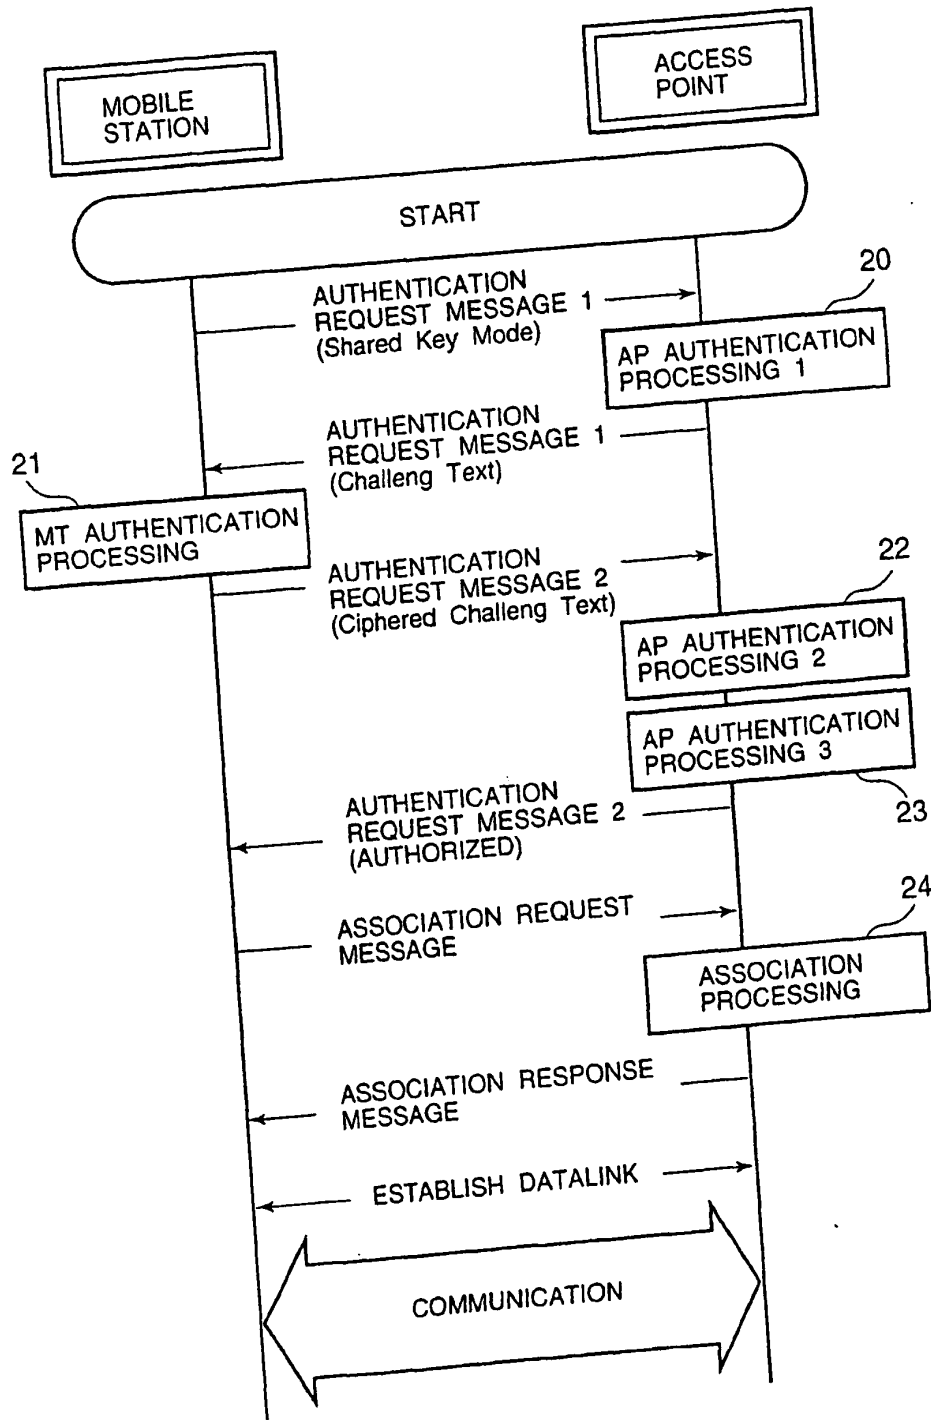 MOBILE
STATION
ACCESS
POINT
START
AUTHENTICATION
REQUEST MESSAGE 1
(Shared Key Mode)
20
AP AUTHENTICATION
PROCESSING 1
AUTHENTICATION
REQUEST MESSAGE 1
(Challeng Text)
21
MT AUTHENTICATION
PROCESSING
AUTHENTICATION
REQUEST MESSAGE 2
(Ciphered Challeng Text)
22
AP AUTHENTICATION
PROCESSING 2
AP AUTHENTICATION
PROCESSING 3
23
AUTHENTICATION
REQUEST MESSAGE 2
(AUTHORIZED)
ASSOCIATION REQUEST
MESSAGE
24
ASSOCIATION
PROCESSING
ASSOCIATION RESPONSE
MESSAGE
ESTABLISH DATALINK
COMMUNICATION